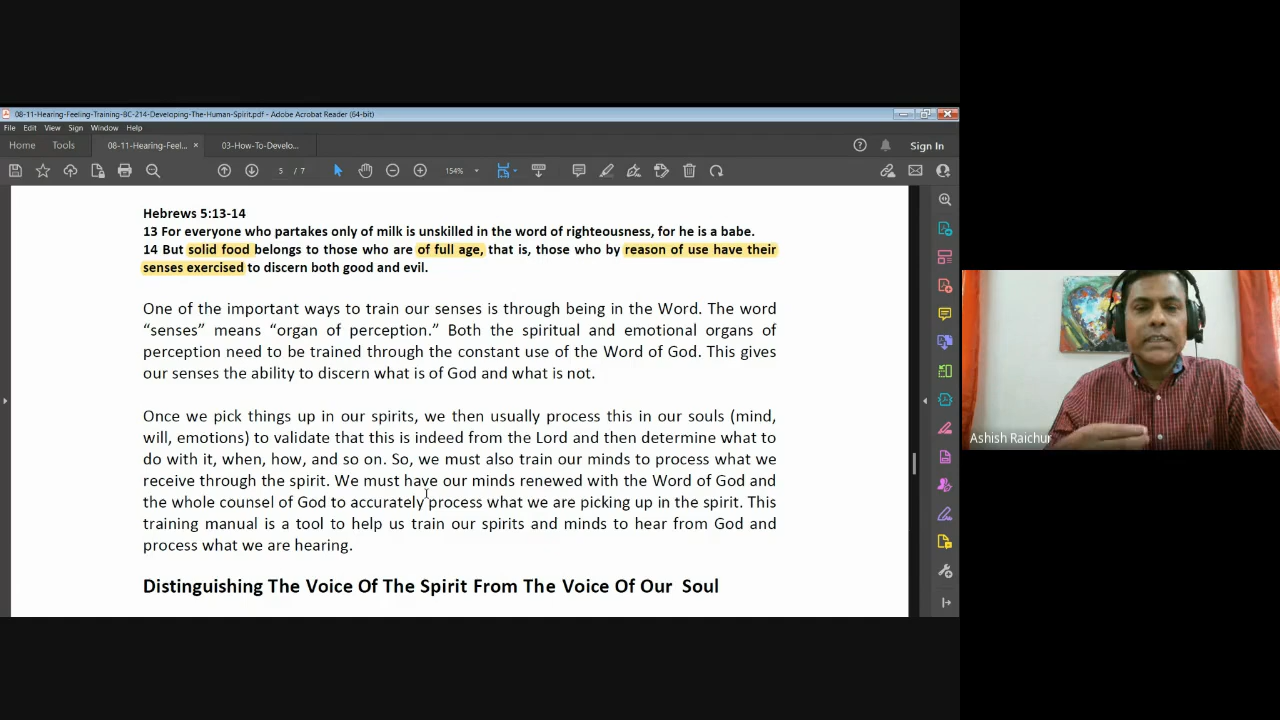 08-11-Hearing-Feeling-Training-BC-214-Developing-The-Human-Spirit.pdf - Adobe Acrobat Reader (64-bit)
File Edit View Sign Window Help
Home Tools 08-11-Hearing-Feel... × 03-How-To-Develo... Sign In
5 / 7 154%
Hebrews 5:13-14
13 For everyone who partakes only of milk is unskilled in the word of righteousness, for he is a babe.
14 But solid food belongs to those who are of full age, that is, those who by reason of use have their
senses exercised to discern both good and evil.
One of the important ways to train our senses is through being in the Word. The word
“senses” means “organ of perception.” Both the spiritual and emotional organs of
perception need to be trained through the constant use of the Word of God. This gives
our senses the ability to discern what is of God and what is not.
Once we pick things up in our spirits, we then usually process this in our souls (mind,
will, emotions) to validate that this is indeed from the Lord and then determine what to
do with it, when, how, and so on. So, we must also train our minds to process what we
receive through the spirit. We must have our minds renewed with the Word of God and
the whole counsel of God to accurately process what we are picking up in the spirit. This
training manual is a tool to help us train our spirits and minds to hear from God and
process what we are hearing.
Distinguishing The Voice Of The Spirit From The Voice Of Our Soul
Ashish Raichur